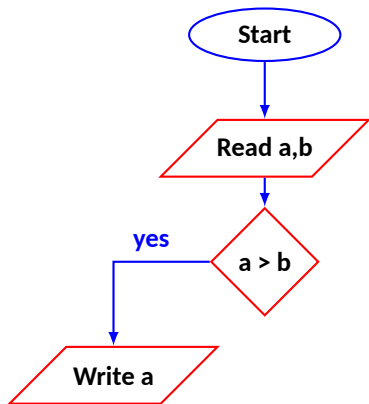 Start
Read a,b
yes
a > b
Write a